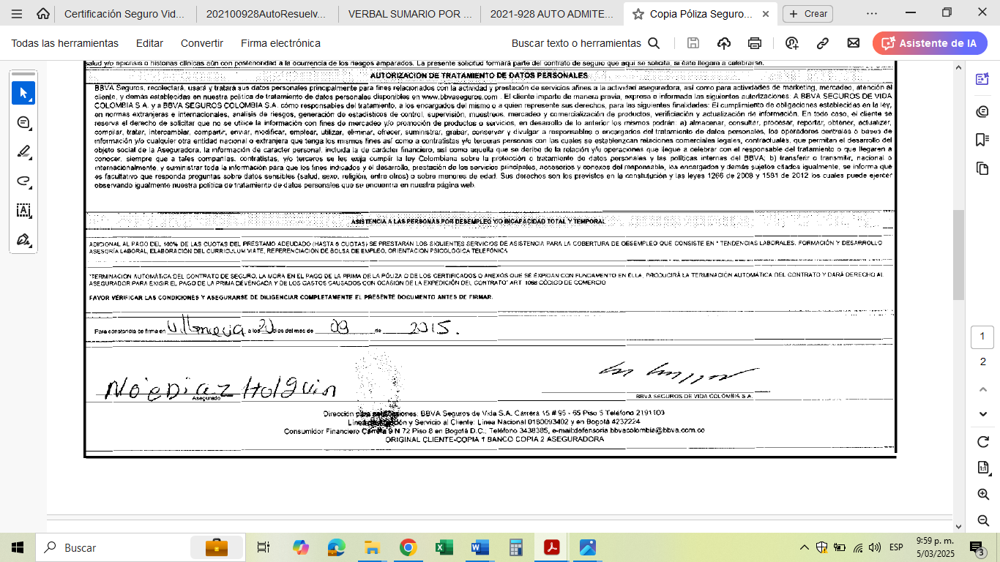 Certificación Seguro Vid...
202100928AutoResuelv...
VERBAL SUMARIO POR ...
2021-928 AUTO ADMITE...
Copia Póliza Seguro...
Crear
Todas las herramientas
Editar
Convertir
Firma electrónica
Buscar texto o herramientas
Asistente de IA
salud y/o epicrisis o historias clínicas aún con posterioridad a la ocurrencia de los riesgos amparados. La presente solicitud formará parte del contrato de seguro que aquí se solicita, si éste llegara a celebrarse.
AUTORIZACION DE TRATAMIENTO DE DATOS PERSONALES
BBVA Seguros, recolectará, usará y tratará sus datos personales principalmente para fines relacionados con la actividad y prestación de servicios afines a la actividad aseguradora, así como para actividades de marketing, mercadeo, atención al
cliente, y demás establecidas en nuestra política de tratamiento de datos personales disponibles en www.bbvaseguros.com . El cliente imparte de manera previa, expresa e informada las siguientes autorizaciones: A BBVA SEGUROS DE VIDA
COLOMBIA S.A. y a BBVA SEGUROS COLOMBIA S.A. cómo responsables del tratamiento, a los encargados del mismo o a quien represente sus derechos, para las siguientes finalidades: El cumplimiento de obligaciones establecidas en la ley,
en normas extranjeras e internacionales, análisis de riesgos, generación de estadísticos de control, supervisión, muestreos, mercadeo y comercialización de productos, verificación y actualización de información. En todo caso, el cliente se
reserva el derecho de solicitar que no se utilice la información con fines de mercadeo y/o promoción de productos o servicios, en desarrollo de lo anterior los mismos podrán: a) almacenar, consultar, procesar, reportar, obtener, actualizar,
compilar, tratar, intercambiar, compartir, enviar, modificar, emplear, utilizar, eliminar, ofrecer, suministrar, grabar, conservar y divulgar a responsables o encargados del tratamiento de datos personales, los operadores centrales o bases de
información y/o cualquier otra entidad nacional o extranjera que tenga los mismos fines así como a contratistas y/o terceras personas con las cuales se establezcan relaciones comerciales legales, contractuales, que permitan el desarrollo del
objeto social de la Aseguradora, la información de carácter personal, incluida la de carácter financiero, así como aquella que se deribe de la relación y/u operaciones que llegue a celebrar con el responsable del tratamiento o que llegaren a
conocer, siempre que a tales compañías, contratistas, y/o terceros se les exija cumplir la ley Colombiana sobre la protección o tratamiento de datos personales y las políticas internas del BBVA; b) transferir o transmitir, nacional o
internacionalmente, y suministrar toda la información para que los fines indicados y el desarrollo, prestación de los servicios principales, accesorios y conexos del responsable, los encargados y demás sujetos citados igualmente, se informa que
es facultativo que responda preguntas sobre datos sensibles (salud, sexo, religión, entre otros) o sobre menores de edad. Sus derechos son los previstos en la constitución y las leyes 1266 de 2008 y 1581 de 2012 los cuales puede ejercer
observando igualmente nuestra política de tratamiento de datos personales que se encuentra en nuestra página web.
ASISTENCIA A LAS PERSONAS POR DESEMPLEO Y/O INCAPACIDAD TOTAL Y TEMPORAL
ADICIONAL AL PAGO DEL 100% DE LAS CUOTAS DEL PRÉSTAMO ADEUDADO (HASTA 6 CUOTAS) SE PRESTARÁN LOS SIGUIENTES SERVICIOS DE ASISTENCIA PARA LA COBERTURA DE DESEMPLEO QUE CONSISTE EN " TENDENCIAS LABORALES, FORMACIÓN Y DESARROLLO
ASESORÍA LABORAL, ELABORACIÓN DEL CURRICULUM VIATE, REFERENCIACIÓN DE BOLSA DE EMPLEO, ORIENTACIÓN PSICOLÓGICA TELEFÓNICA
"TERMINACION AUTOMÁTICA DEL CONTRATO DE SEGURO, LA MORA EN EL PAGO DE LA PRIMA DE LA PÓLIZA O DE LOS CERTIFICADOS O ANEXOS QUE SE EXPIDAN CON FUNDAMENTO EN ELLA, PRODUCIRÁ LA TERMINACIÓN AUTOMÁTICA DEL CONTRATO Y DARÁ DERECHO AL
ASEGURADOR PARA EXIGIR EL PAGO DE LA PRIMA DEVENGADA Y DE LOS GASTOS CAUSADOS CON OCASIÓN DE LA EXPEDICIÓN DEL CONTRATO" ART 1068 CÓDIGO DE COMERCIO
FAVOR VERIFICAR LAS CONDICIONES Y ASEGURARSE DE DILIGENCIAR COMPLETAMENTE EL PRESENTE DOCUMENTO ANTES DE FIRMAR.
Para constancia se firma en Villanueva a los 20 días del mes de 09 de 2015.
Noe Diaz Holguin
Asegurado
BBVA SEGUROS DE VIDA COLOMBIA S.A.
Dirección para notificaciones: BBVA Seguros de Vida S.A. Carrera 15 # 95 - 65 Piso 5 Teléfono 2191100
Línea de Atención y Servicio al Cliente: Línea Nacional 0180093402 y en Bogotá 4232224
Consumidor Financiero Carrera 9 N 72 Piso 8 en Bogotá D.C., Teléfono 3438385, e-mail:defensoria.bbvacolombia@bbva.com.co
ORIGINAL CLIENTE-COPIA 1 BANCO COPIA 2 ASEGURADORA
1
2
1:1
Buscar
ESP
9:59 p. m.
5/03/2025
3